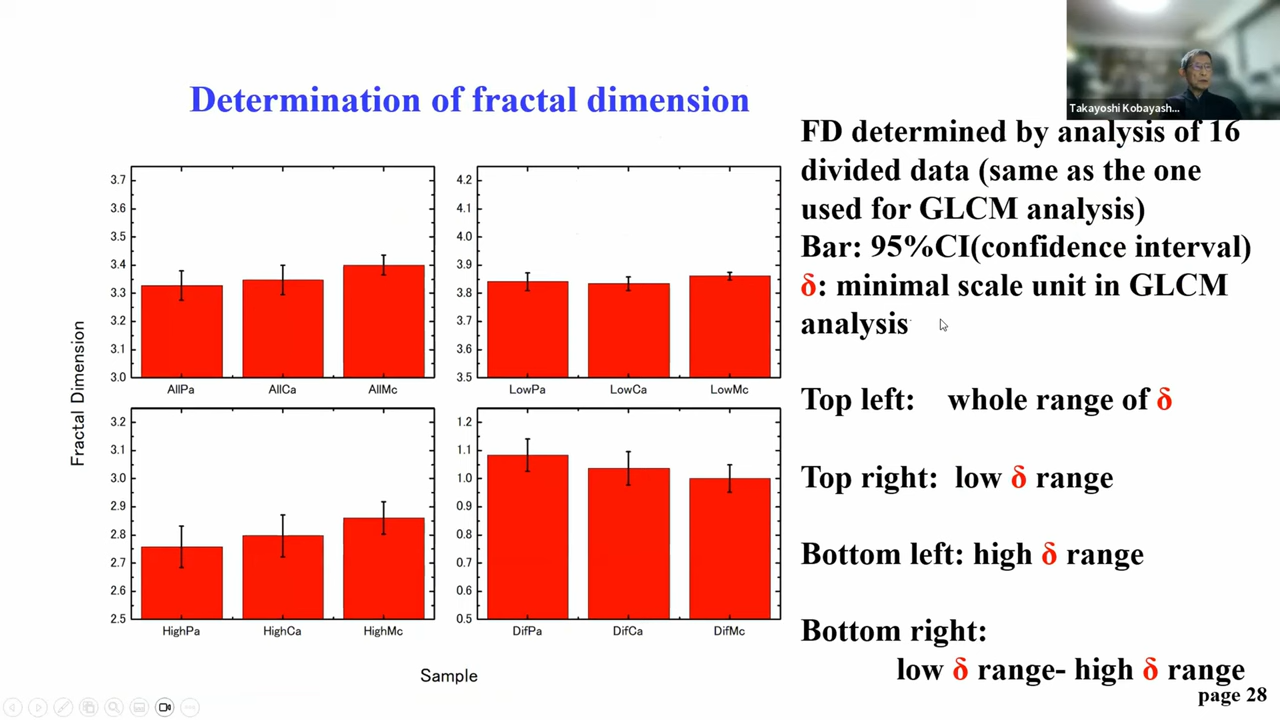 Determination of fractal dimension
Takayoshi Kobayash...
FD determined by analysis of 16
divided data (same as the one
used for GLCM analysis)
Bar: 95%CI(confidence interval)
δ: minimal scale unit in GLCM
analysis
Top left: whole range of δ
Top right: low δ range
Bottom left: high δ range
Bottom right:
low δ range- high δ range
page 28
Fractal Dimension
3.7
3.6
3.5
3.4
3.3
3.2
3.1
3.0
AllPa AllCa AllMc
4.2
4.1
4.0
3.9
3.8
3.7
3.6
3.5
LowPa LowCa LowMc
3.2
3.1
3.0
2.9
2.8
2.7
2.6
2.5
HighPa HighCa HighMc
1.2
1.1
1.0
0.9
0.8
0.7
0.6
0.5
DifPa DifCa DifMc
Sample